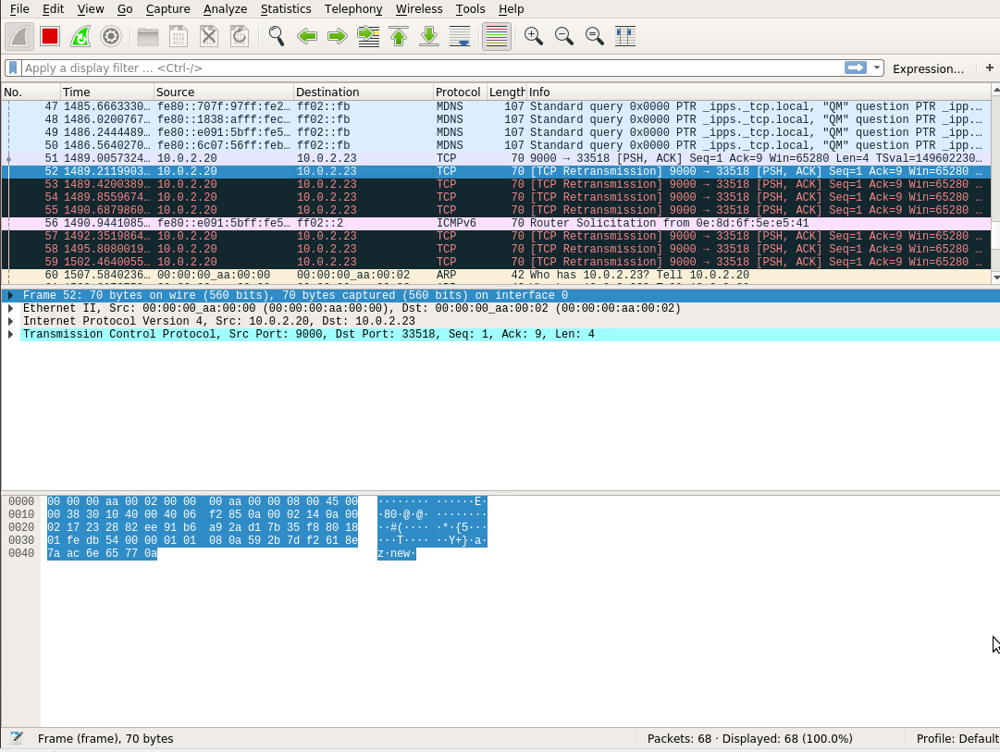 File Edit View Go Capture Analyze Statistics Telephony Wireless Tools Help
Apply a display filter ... <Ctrl-/> Expression... +
No. Time Source Destination Protocol Length Info
47 1485.6663330… fe80::707f:97ff:fe2… ff02::fb MDNS 107 Standard query 0x0000 PTR _ipps._tcp.local, "QM" question PTR _ipp.…
48 1486.0200767… fe80::1838:afff:fec… ff02::fb MDNS 107 Standard query 0x0000 PTR _ipps._tcp.local, "QM" question PTR _ipp.…
49 1486.2444489… fe80::e091:5bff:fe5… ff02::fb MDNS 107 Standard query 0x0000 PTR _ipps._tcp.local, "QM" question PTR _ipp.…
50 1486.5640270… fe80::6c07:56ff:feb… ff02::fb MDNS 107 Standard query 0x0000 PTR _ipps._tcp.local, "QM" question PTR _ipp.…
51 1489.0057324… 10.0.2.20 10.0.2.23 TCP 70 9000 → 33518 [PSH, ACK] Seq=1 Ack=9 Win=65280 Len=4 TSval=149602230…
52 1489.2119903… 10.0.2.20 10.0.2.23 TCP 70 [TCP Retransmission] 9000 → 33518 [PSH, ACK] Seq=1 Ack=9 Win=65280 …
53 1489.4200389… 10.0.2.20 10.0.2.23 TCP 70 [TCP Retransmission] 9000 → 33518 [PSH, ACK] Seq=1 Ack=9 Win=65280 …
54 1489.8559674… 10.0.2.20 10.0.2.23 TCP 70 [TCP Retransmission] 9000 → 33518 [PSH, ACK] Seq=1 Ack=9 Win=65280 …
55 1490.6879860… 10.0.2.20 10.0.2.23 TCP 70 [TCP Retransmission] 9000 → 33518 [PSH, ACK] Seq=1 Ack=9 Win=65280 …
56 1490.9441085… fe80::e091:5bff:fe5… ff02::2 ICMPv6 70 Router Solicitation from 0e:8d:6f:5e:e5:41
57 1492.3519864… 10.0.2.20 10.0.2.23 TCP 70 [TCP Retransmission] 9000 → 33518 [PSH, ACK] Seq=1 Ack=9 Win=65280 …
58 1495.8080019… 10.0.2.20 10.0.2.23 TCP 70 [TCP Retransmission] 9000 → 33518 [PSH, ACK] Seq=1 Ack=9 Win=65280 …
59 1502.4640055… 10.0.2.20 10.0.2.23 TCP 70 [TCP Retransmission] 9000 → 33518 [PSH, ACK] Seq=1 Ack=9 Win=65280 …
60 1507.5840236… 00:00:00_aa:00:00 00:00:00_aa:00:02 ARP 42 Who has 10.0.2.23? Tell 10.0.2.20
Frame 52: 70 bytes on wire (560 bits), 70 bytes captured (560 bits) on interface 0
Ethernet II, Src: 00:00:00_aa:00:00 (00:00:00:aa:00:00), Dst: 00:00:00_aa:00:02 (00:00:00:aa:00:02)
Internet Protocol Version 4, Src: 10.0.2.20, Dst: 10.0.2.23
Transmission Control Protocol, Src Port: 9000, Dst Port: 33518, Seq: 1, Ack: 9, Len: 4
0000 00 00 00 aa 00 02 00 00 00 aa 00 00 08 00 45 00 ········ ······E·
0010 00 38 30 10 40 00 40 06 f2 85 0a 00 02 14 0a 00 ·80·@·@· ········
0020 02 17 23 28 82 ee 91 b6 a9 2a d1 7b 35 f8 80 18 ··#(···· ·*·{5···
0030 01 fe db 54 00 00 01 01 08 0a 59 2b 7d f2 61 8e ···T···· ··Y+}·a·
0040 7a ac 6e 65 77 0a z·new·
Frame (frame), 70 bytes Packets: 68 · Displayed: 68 (100.0%) Profile: Default